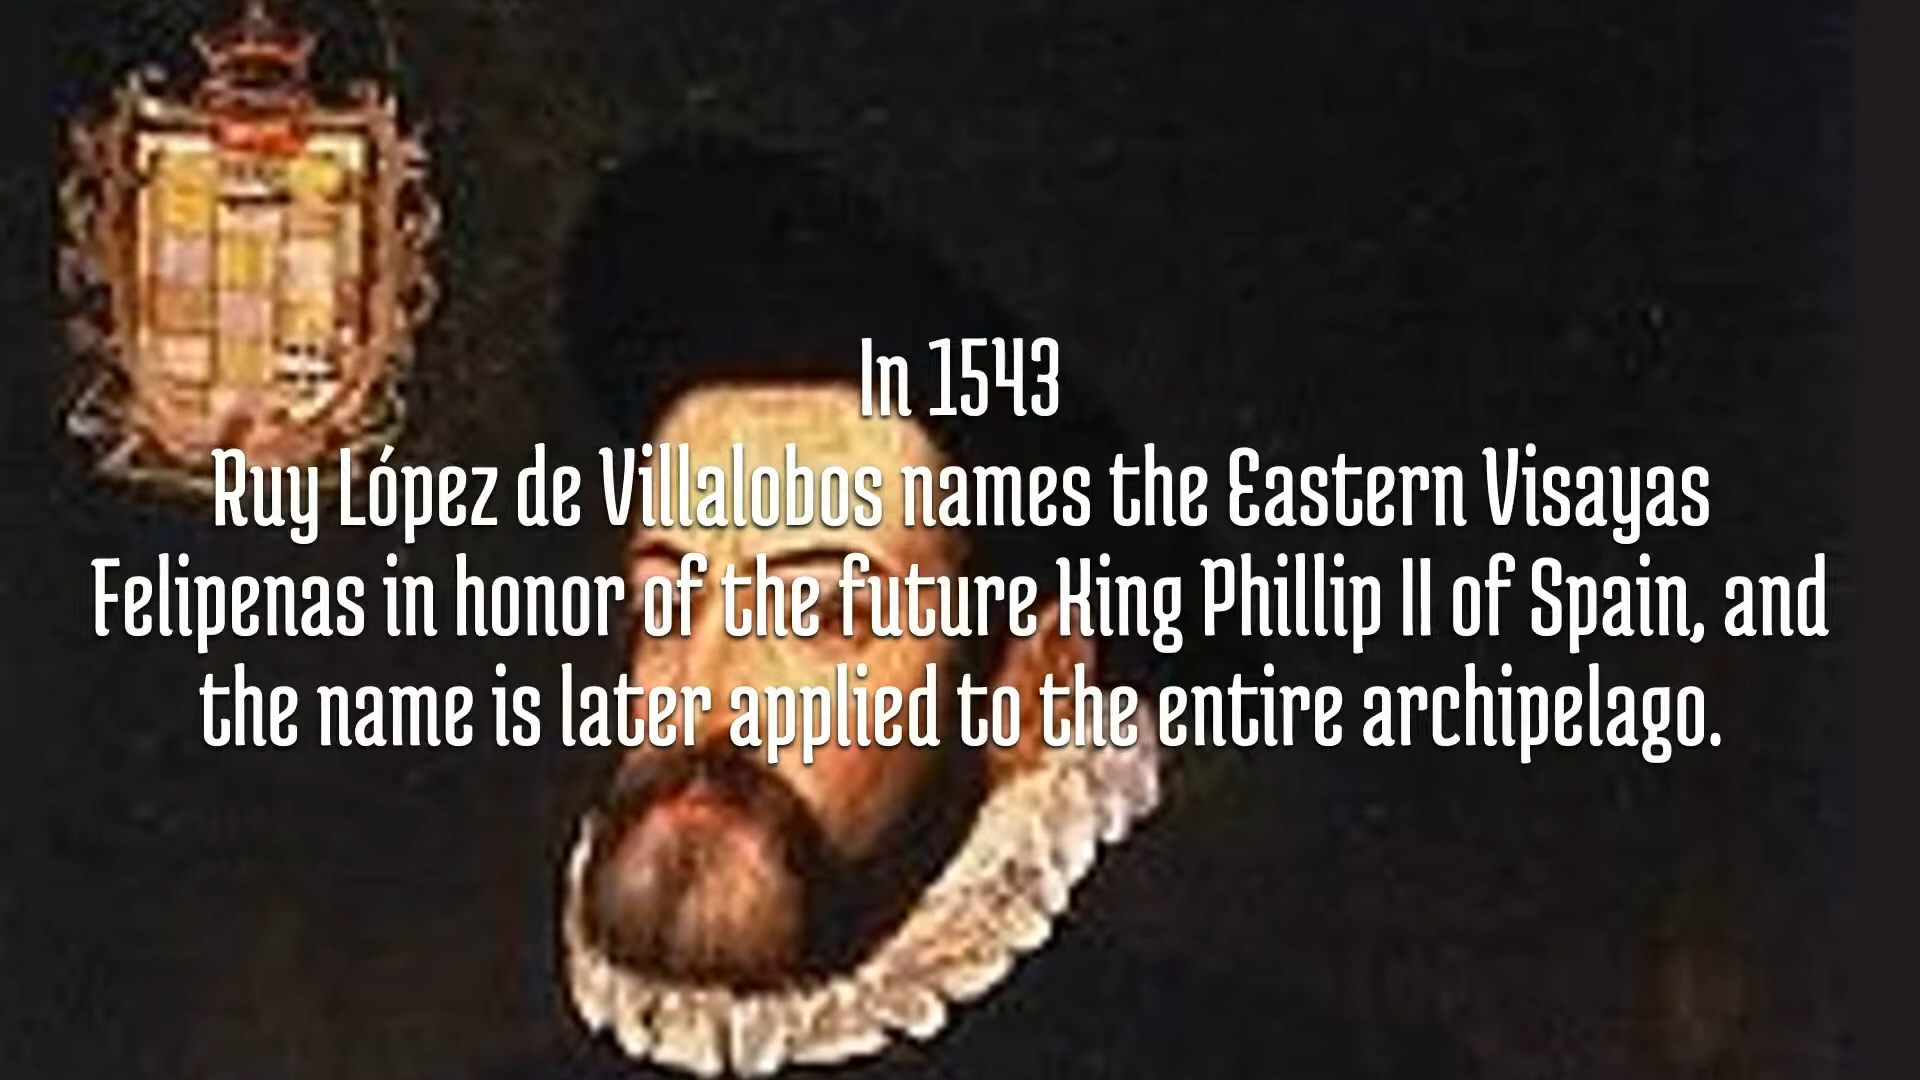 In 1543
Ruy López de Villalobos names the Eastern Visayas
Felipenas in honor of the future King Phillip II of Spain, and
the name is later applied to the entire archipelago.